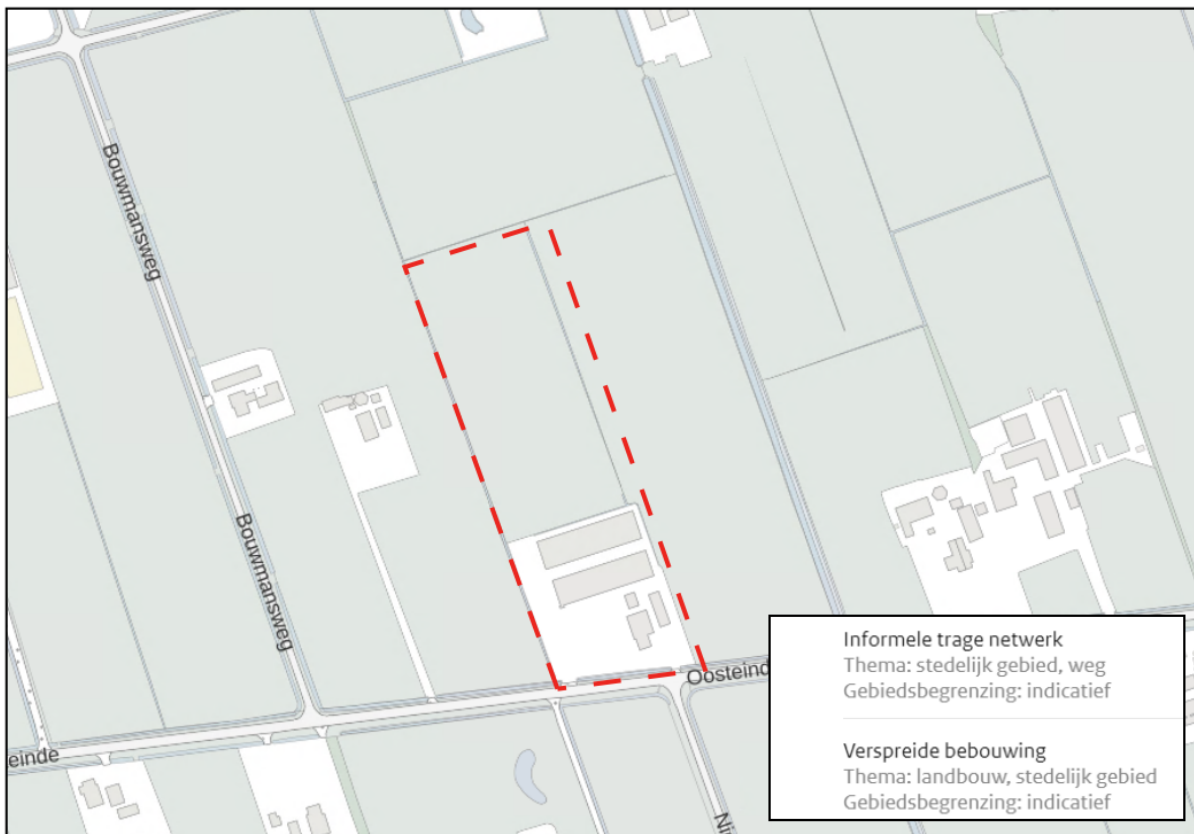 Bouwmansweg
Bouwmansweg
Oosteind
einde
Informele trage netwerk
Thema: stedelijk gebied, weg
Gebiedsbegrenzing: indicatief
Verspreide bebouwing
Thema: landbouw, stedelijk gebied
Gebiedsbegrenzing: indicatief